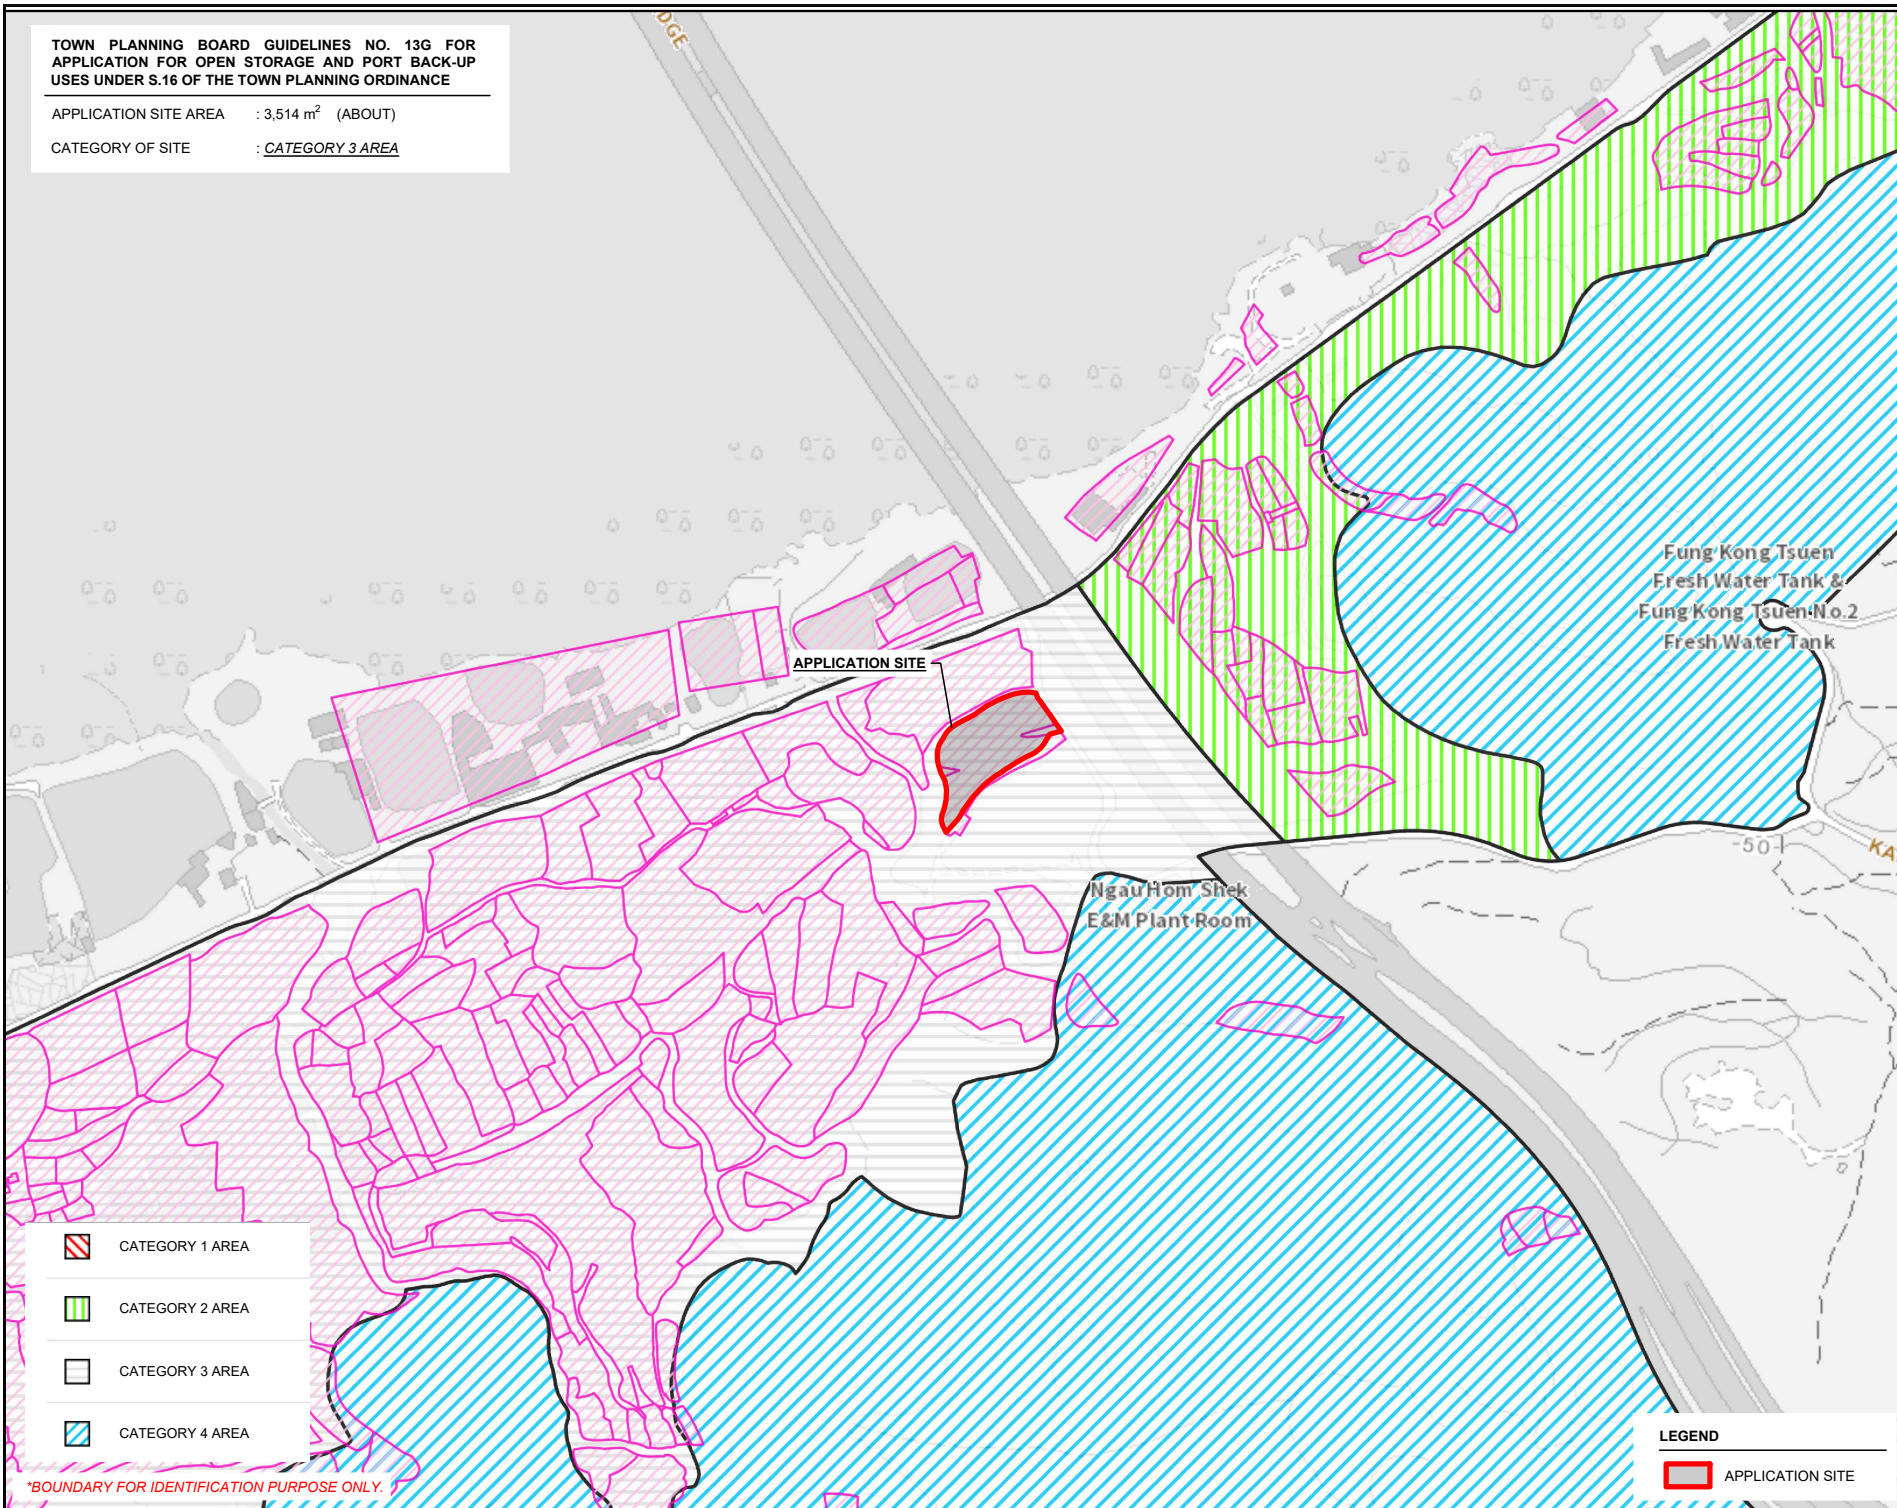 DGE
TOWN PLANNING BOARD GUIDELINES NO. 13G FOR
APPLICATION FOR OPEN STORAGE AND PORT BACK-UP
USES UNDER S.16 OF THE TOWN PLANNING ORDINANCE
APPLICATION SITE AREA : 3,514 m² (ABOUT)
CATEGORY OF SITE : CATEGORY 3 AREA
Fung Kong Tsuen
Fresh Water Tank &
Fung Kong Tsuen No.2
Fresh Water Tank
APPLICATION SITE
50
KA
Ngau Hom Shek
E&M Plant Room
CATEGORY 1 AREA
CATEGORY 2 AREA
CATEGORY 3 AREA
CATEGORY 4 AREA
*BOUNDARY FOR IDENTIFICATION PURPOSE ONLY.
LEGEND
APPLICATION SITE